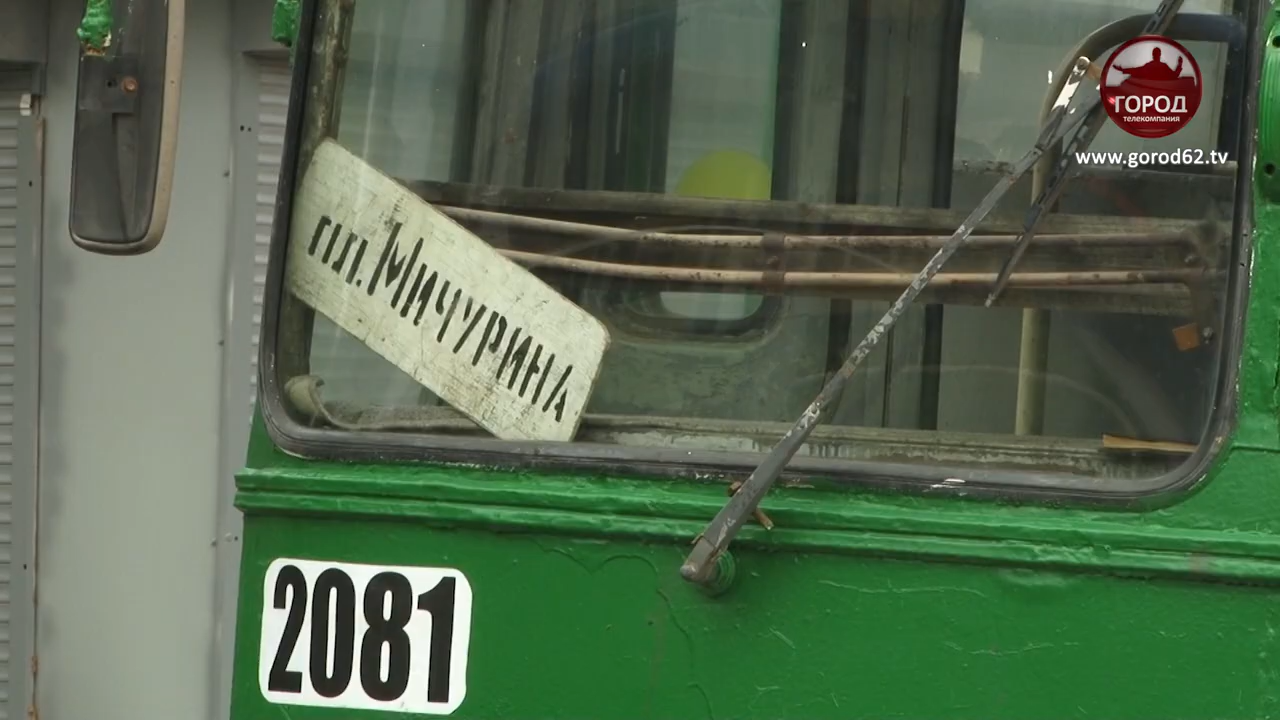 ГОРОД
телекомпания
www.gorod62.tv
пл. Мичурина
2081